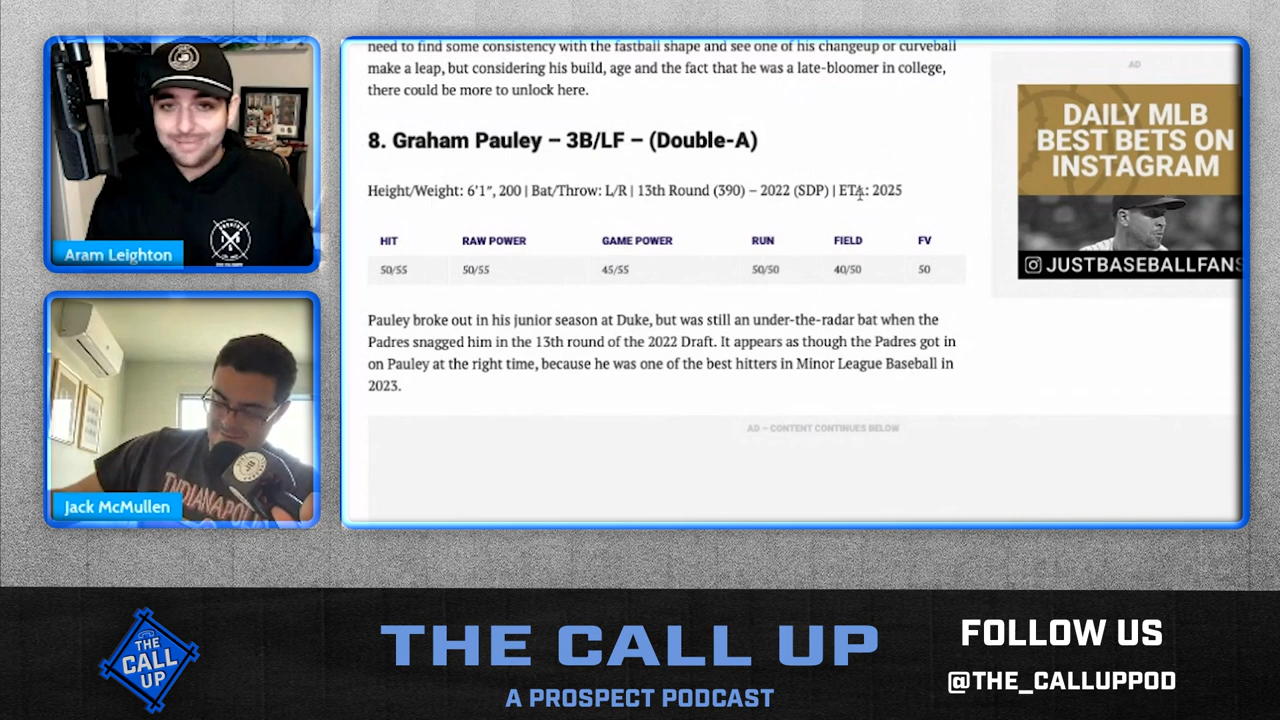 need to find some consistency with the fastball shape and see one of his changeup or curveball
make a leap, but considering his build, age and the fact that he was a late-bloomer in college,
there could be more to unlock here.
8. Graham Pauley – 3B/LF – (Double-A)
Height/Weight: 6'1", 200 | Bat/Throw: L/R | 13th Round (390) – 2022 (SDP) | ETA: 2025
HIT RAW POWER GAME POWER RUN FIELD FV
50/55 50/55 45/55 50/50 40/50 50
Pauley broke out in his junior season at Duke, but was still an under-the-radar bat when the
Padres snagged him in the 13th round of the 2022 Draft. It appears as though the Padres got in
on Pauley at the right time, because he was one of the best hitters in Minor League Baseball in
2023.
AD – CONTENT CONTINUES BELOW
AD
DAILY MLB
BEST BETS ON
INSTAGRAM
JUSTBASEBALLFANS
Aram Leighton
INDIANAPOL
Jack McMullen
THE
CALL
UP
THE CALL UP
A PROSPECT PODCAST
FOLLOW US
@THE_CALLUPPOD